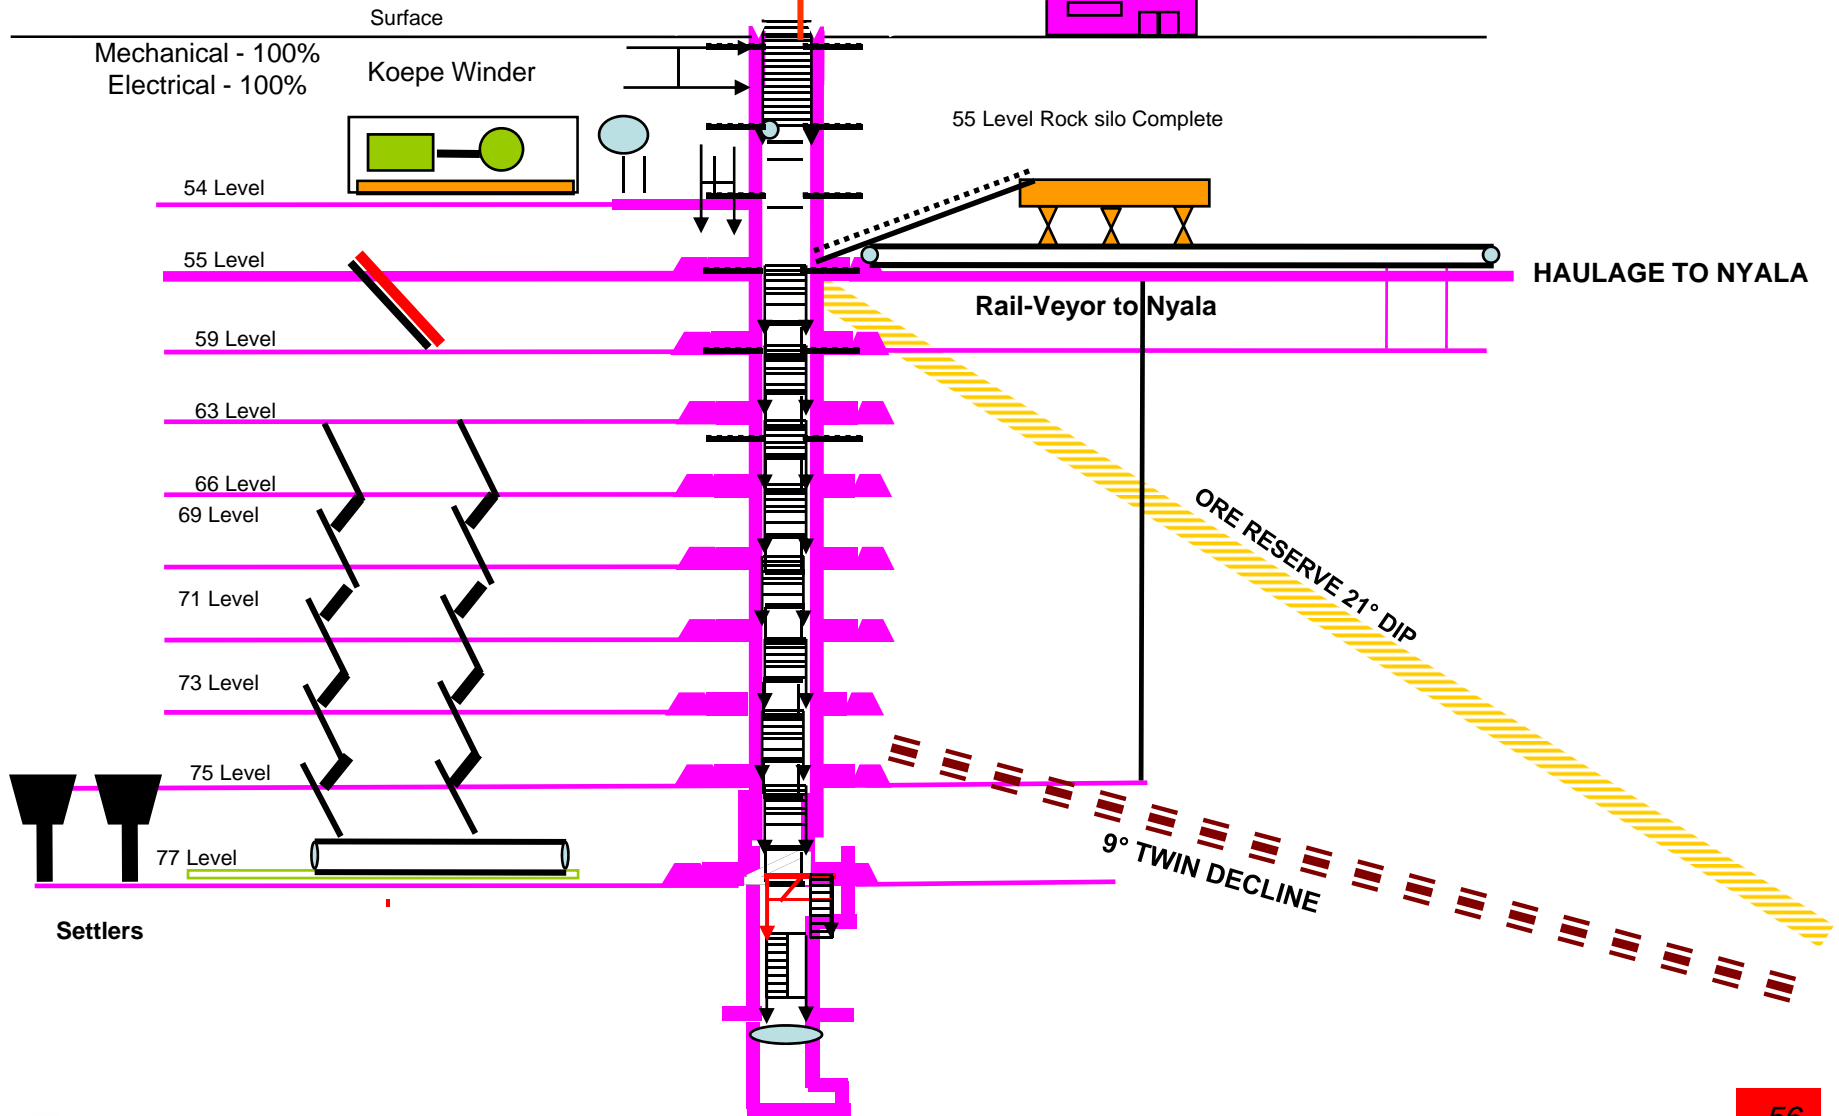 Surface
Mechanical - 100%
Electrical - 100%
Koepe Winder
55 Level Rock silo Complete
54 Level
55 Level
HAULAGE TO NYALA
Rail-Veyor to Nyala
59 Level
63 Level
66 Level
69 Level
ORE RESERVE 21° DIP
71 Level
73 Level
75 Level
9° TWIN DECLINE
77 Level
Settlers
56